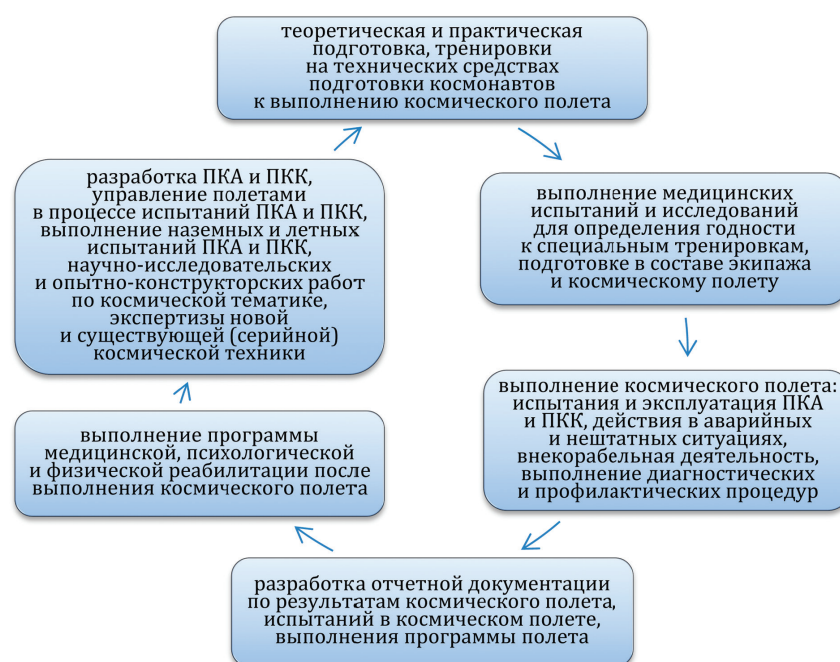 теоретическая и практическая
подготовка, тренировки
на технических средствах
подготовки космонавтов
к выполнению космического полета
выполнение медицинских
испытаний и исследований
для определения годности
к специальным тренировкам,
подготовке в составе экипажа
и космическому полету
выполнение космического полета:
испытания и эксплуатация ПКА
и ПКК, действия в аварийных
и нештатных ситуациях,
внекорабельная деятельность,
выполнение диагностических
и профилактических процедур
разработка отчетной документации
по результатам космического полета,
испытаний в космическом полете,
выполнения программы полета
выполнение программы
медицинской, психологической
и физической реабилитации после
выполнения космического полета
разработка ПКА и ПКК,
управление полетами
в процессе испытаний ПКА и ПКК,
выполнение наземных и летных
испытаний ПКА и ПКК,
научно-исследовательских
и опытно-конструкторских работ
по космической тематике,
экспертизы новой
и существующей (серийной)
космической техники